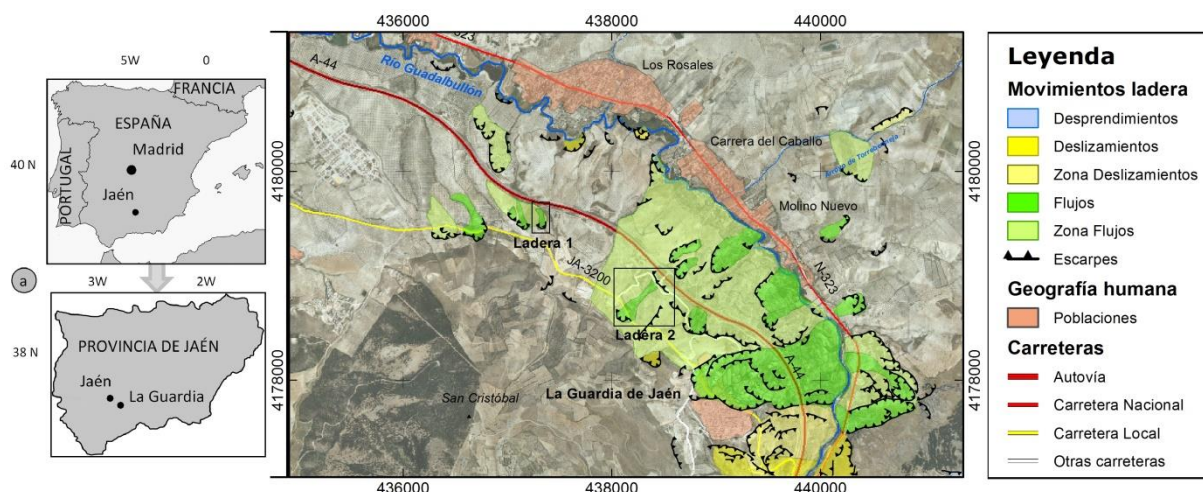 5W
0
FRANCIA
ESPAÑA
Madrid
40 N
PORTUGAL
Jaén
a
3W
2W
38 N
PROVINCIA DE JAÉN
Jaén
La Guardia
436000
438000
440000
A-44
323
Río Guadalbullón
Los Rosales
Carrera del Caballo
4180000
4180000
Molino Nuevo
Ladera 1
JA-3200
N-323
Ladera 2
A-44
4178000
4178000
La Guardia de Jaén
San Cristóbal
436000
438000
440000
Leyenda
Movimientos ladera
Desprendimientos
Deslizamientos
Zona Deslizamientos
Flujos
Zona Flujos
Escarpes
Geografía humana
Poblaciones
Carreteras
Autovía
Carretera Nacional
Carretera Local
Otras carreteras